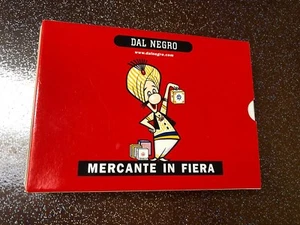 DAL NEGRO
www.dalnegro.com
MERCANTE IN FIERA